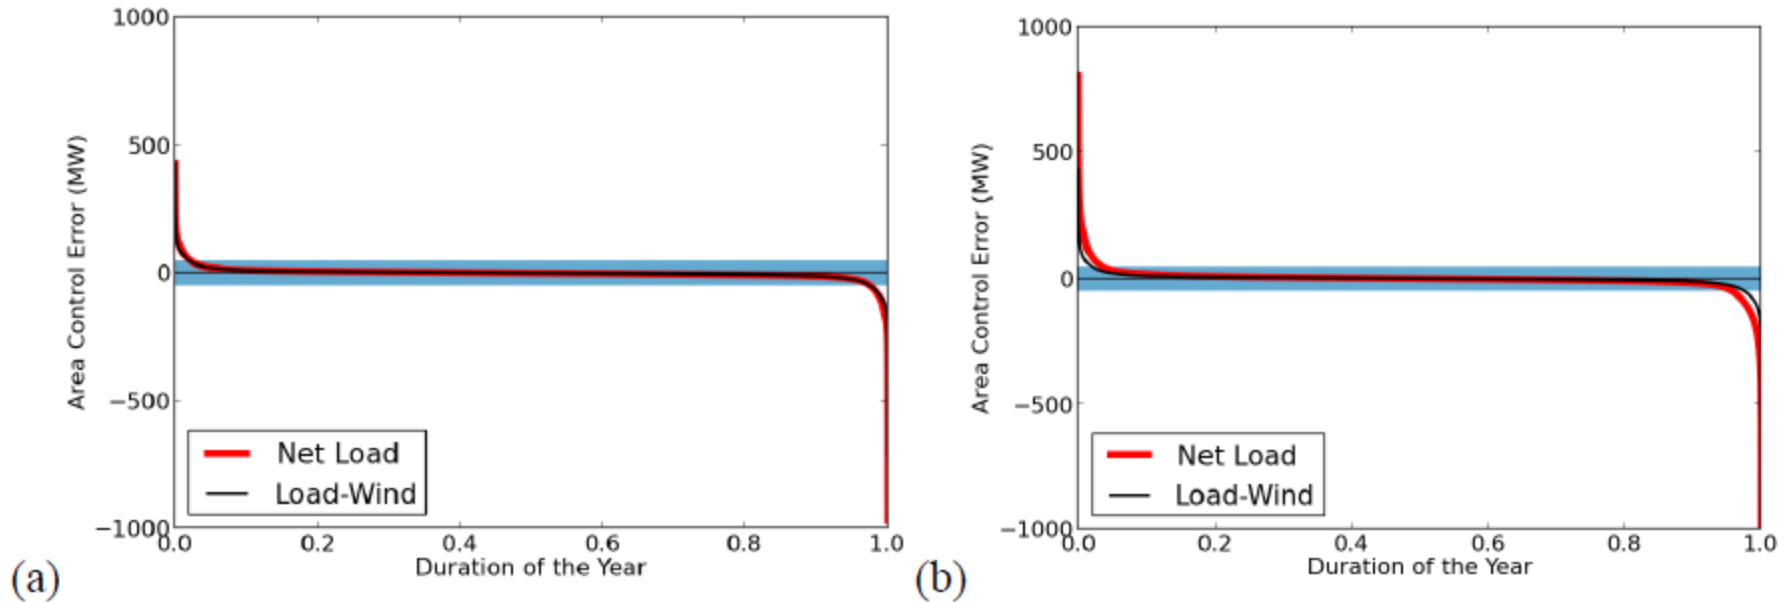 1000
500
0
−500
−1000
Area Control Error (MW)
Net Load
Load-Wind
0.0 0.2 0.4 0.6 0.8 1.0
Duration of the Year
(a)
1000
500
0
−500
−1000
Area Control Error (MW)
Net Load
Load-Wind
0.0 0.2 0.4 0.6 0.8 1.0
Duration of the Year
(b)